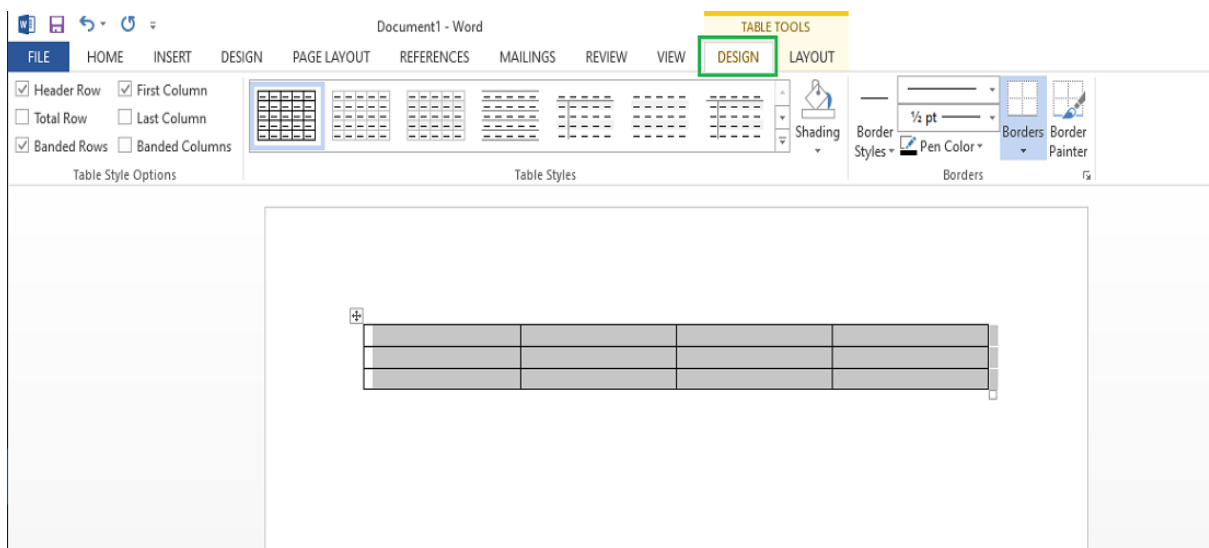 Document1 - Word
TABLE TOOLS
FILE HOME INSERT DESIGN PAGE LAYOUT REFERENCES MAILINGS REVIEW VIEW DESIGN LAYOUT
Header Row First Column
Total Row Last Column
Banded Rows Banded Columns
Table Style Options
Table Styles
Shading
Border
Styles
½ pt
Pen Color
Borders
Border
Painter
Borders